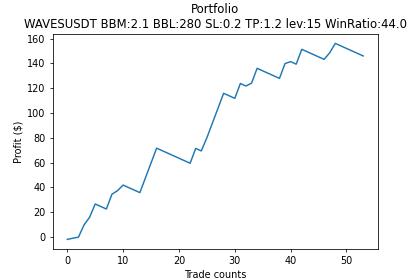 Portfolio
WAVESUSDT BBM:2.1 BBL:280 SL:0.2 TP:1.2 lev:15 WinRatio:44.0
160
140
120
100
80
60
40
20
0
Profit ($)
0 10 20 30 40 50
Trade counts